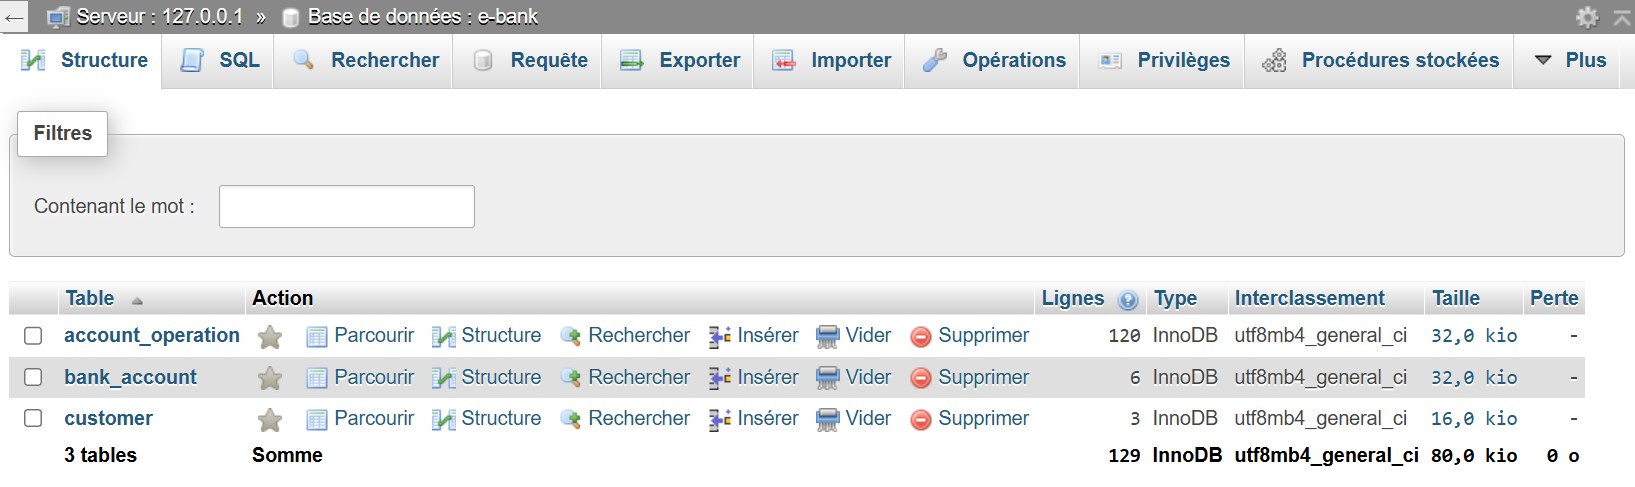 ← Serveur : 127.0.0.1 » Base de données : e-bank
Structure SQL Rechercher Requête Exporter Importer Opérations Privilèges Procédures stockées Plus
Filtres
Contenant le mot :
Table Action Lignes Type Interclassement Taille Perte
account_operation Parcourir Structure Rechercher Insérer Vider Supprimer 120 InnoDB utf8mb4_general_ci 32,0 kio -
bank_account Parcourir Structure Rechercher Insérer Vider Supprimer 6 InnoDB utf8mb4_general_ci 32,0 kio -
customer Parcourir Structure Rechercher Insérer Vider Supprimer 3 InnoDB utf8mb4_general_ci 16,0 kio -
3 tables Somme 129 InnoDB utf8mb4_general_ci 80,0 kio 0 o